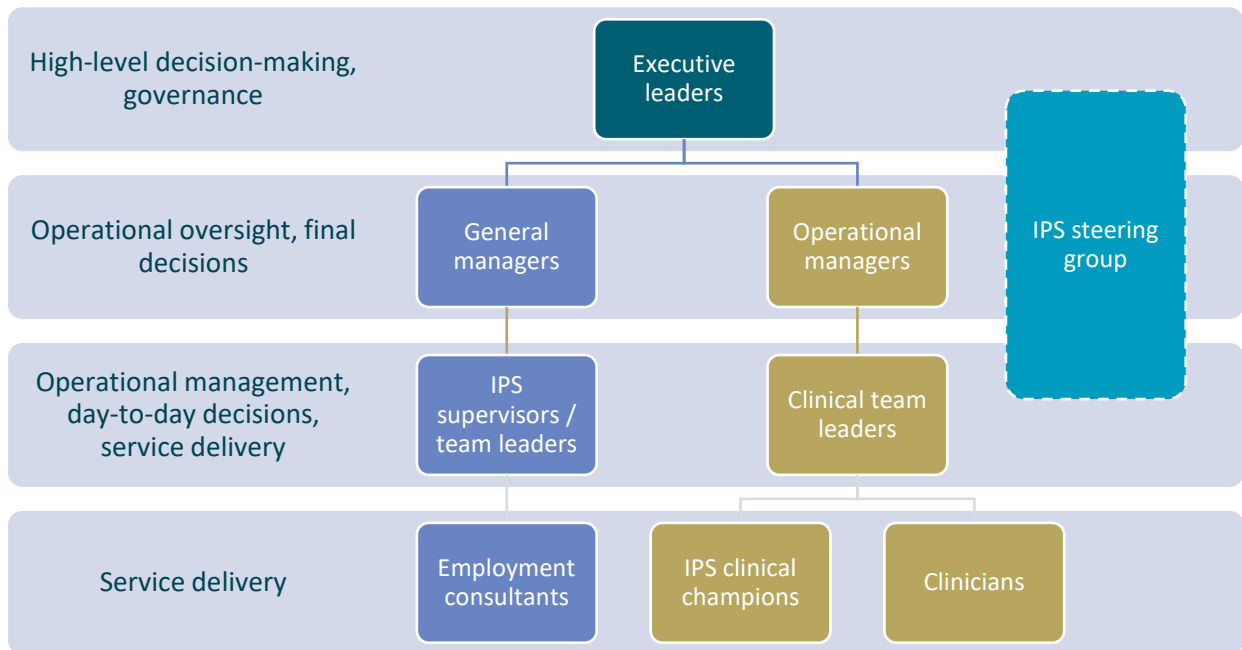 High-level decision-making,
governance
Executive
leaders
Operational oversight, final
decisions
General
managers
Operational
managers
IPS steering
group
Operational management,
day-to-day decisions,
service delivery
IPS
supervisors /
team leaders
Clinical team
leaders
Service delivery
Employment
consultants
IPS clinical
champions
Clinicians